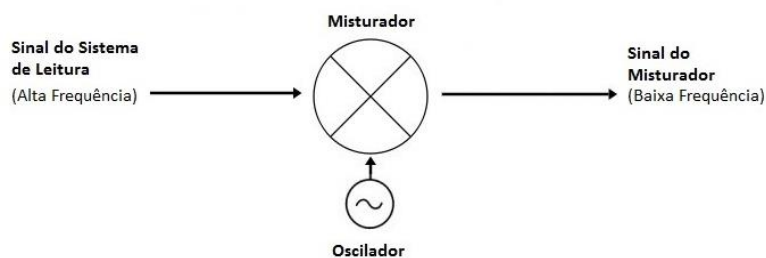 Misturador
Sinal do Sistema
de Leitura
(Alta Frequência)
Sinal do
Misturador
(Baixa Frequência)
Oscilador